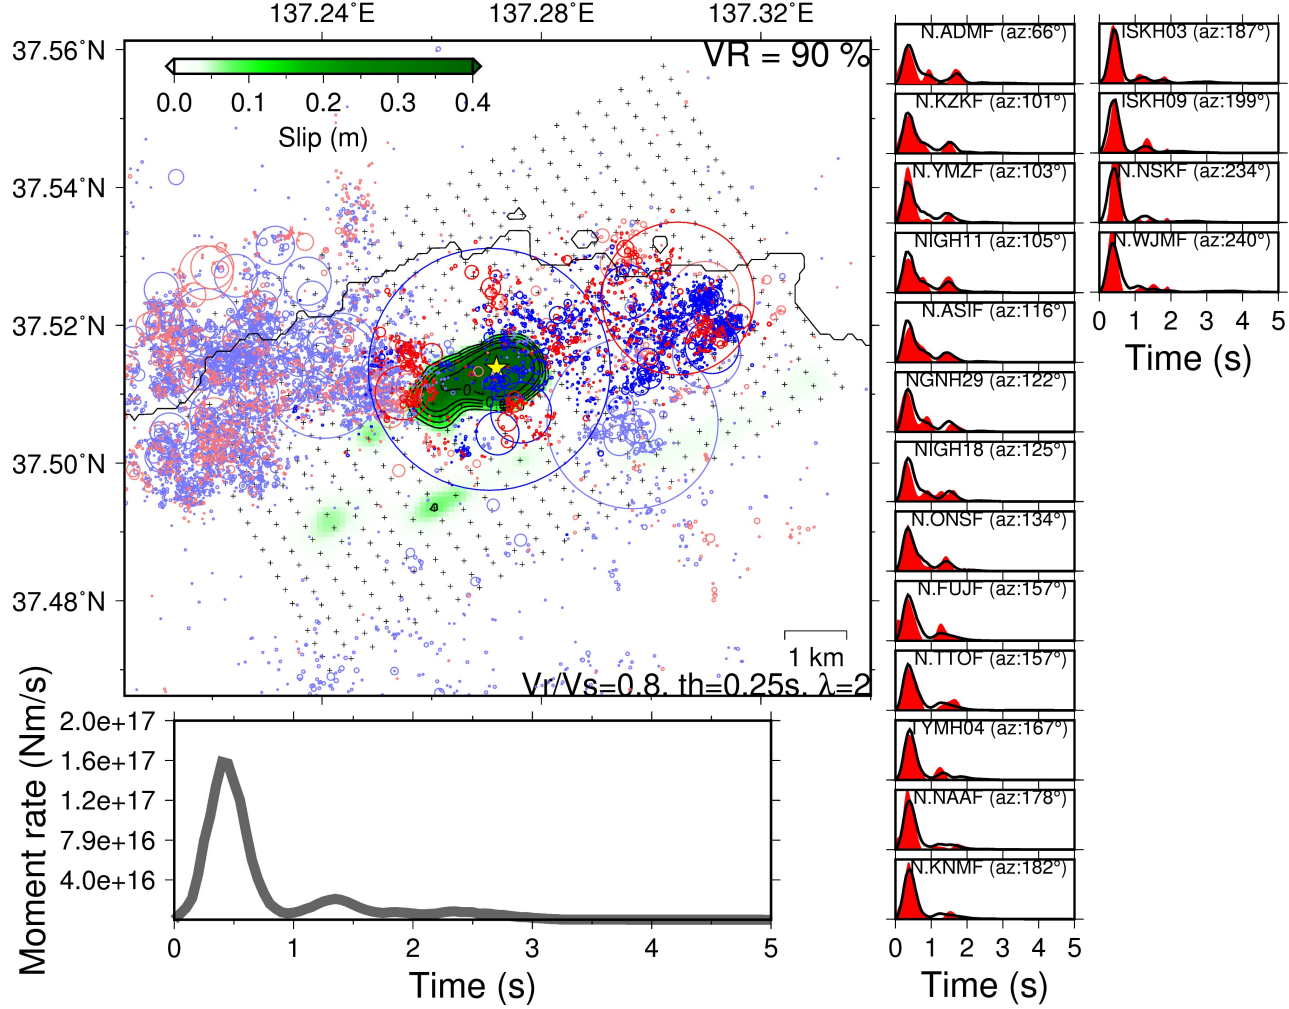 137.24°E 137.28°E 137.32°E
37.56°N
37.54°N
37.52°N
37.50°N
37.48°N
VR = 90 %
0.0 0.1 0.2 0.3 0.4
Slip (m)
0
1 km
Vr/Vs=0.8, th=0.25s, λ=2
Moment rate (Nm/s)
2.0e+17
1.6e+17
1.2e+17
7.9e+16
4.0e+16
0 1 2 3 4 5
Time (s)
N.ADMF (az:66°)
N.KZKF (az:101°)
N.YMZF (az:103°)
NIGH11 (az:105°)
N.ASIF (az:116°)
NGNH29 (az:122°)
NIGH18 (az:125°)
N.ONSF (az:134°)
N.FUJF (az:157°)
N.TTOF (az:157°)
TYMH04 (az:167°)
N.NAAF (az:178°)
N.KNMF (az:182°)
0 1 2 3 4 5
Time (s)
ISKH03 (az:187°)
ISKH09 (az:199°)
N.NSKF (az:234°)
N.WJMF (az:240°)
0 1 2 3 4 5
Time (s)